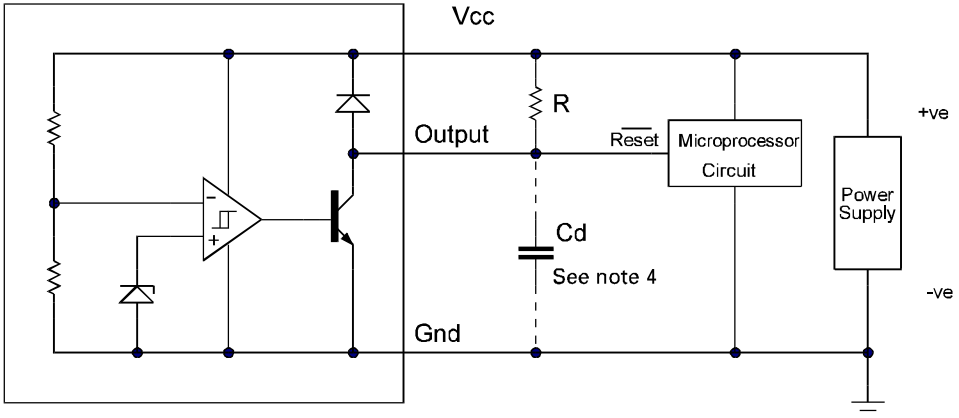 Vcc
R
+ve
Output
Reset
Microprocessor
Circuit
Power
Supply
-
+
Cd
See note 4
-ve
Gnd